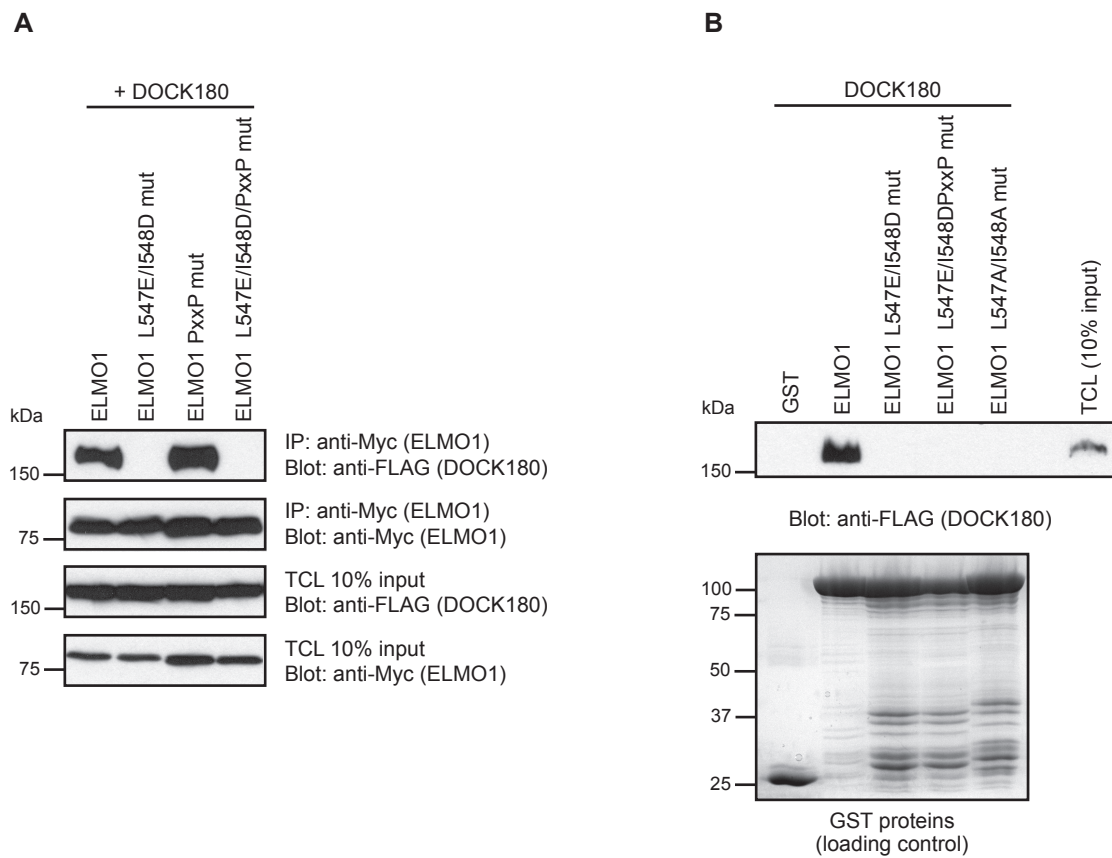 A
+ DOCK180
ELMO1
ELMO1 L547E/I548D mut
ELMO1 PxxP mut
ELMO1 L547E/I548D/PxxP mut
kDa
150
IP: anti-Myc (ELMO1)
Blot: anti-FLAG (DOCK180)
75
IP: anti-Myc (ELMO1)
Blot: anti-Myc (ELMO1)
150
TCL 10% input
Blot: anti-FLAG (DOCK180)
75
TCL 10% input
Blot: anti-Myc (ELMO1)
B
DOCK180
GST
ELMO1
ELMO1 L547E/I548D mut
ELMO1 L547E/I548DPxxP mut
ELMO1 L547A/I548A mut
TCL (10% input)
kDa
150
Blot: anti-FLAG (DOCK180)
100
75
50
37
25
GST proteins
(loading control)